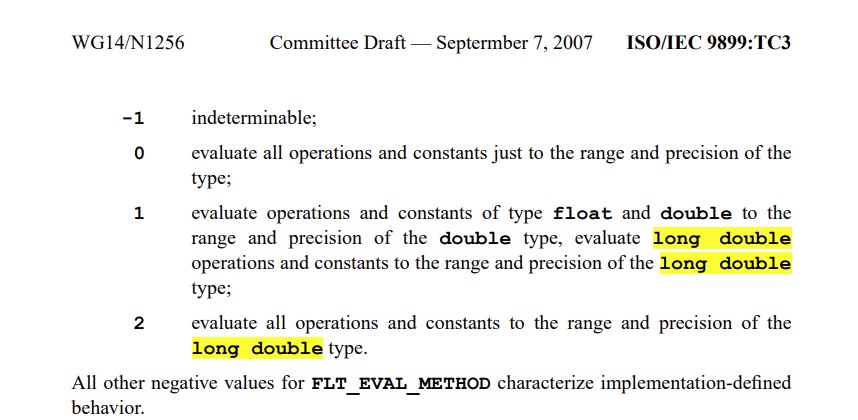 WG14/N1256 Committee Draft — Septermber 7, 2007 ISO/IEC 9899:TC3
-1 indeterminable;
0 evaluate all operations and constants just to the range and precision of the
type;
1 evaluate operations and constants of type float and double to the
range and precision of the double type, evaluate long double
operations and constants to the range and precision of the long double
type;
2 evaluate all operations and constants to the range and precision of the
long double type.
All other negative values for FLT_EVAL_METHOD characterize implementation-defined
behavior.